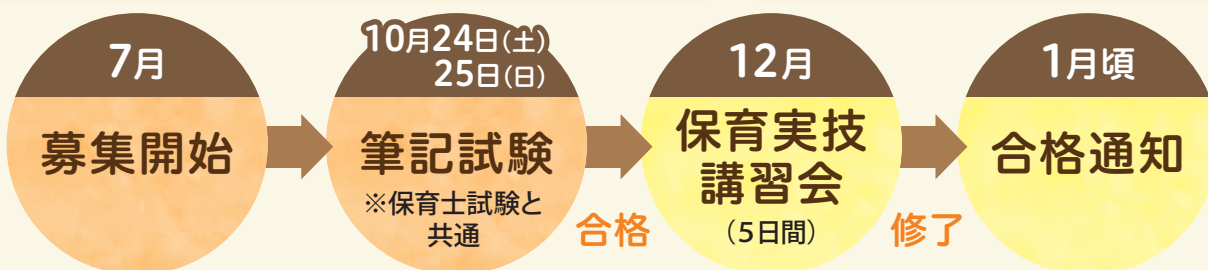 7月
募集開始
10月24日(土)
25日(日)
筆記試験
※保育士試験と
共通
合格
12月
保育実技
講習会
(5日間)
修了
1月頃
合格通知